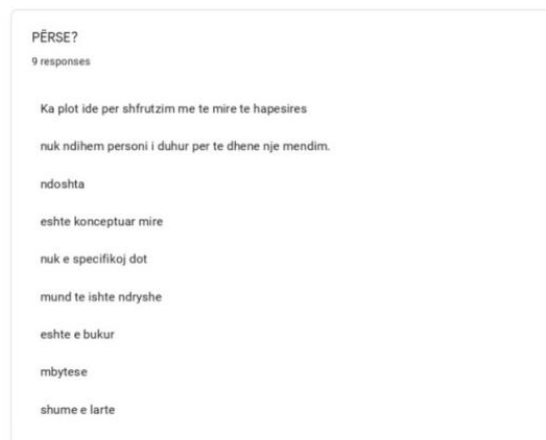 PËRSE?
9 responses
Ka plot ide per shfrutzim me te mire te hapesires
nuk ndihem personi i duhur per te dhene nje mendim.
ndoshta
eshte konceptuar mire
nuk e specifikoj dot
mund te ishte ndryshe
eshte e bukur
mbytese
shume e larte